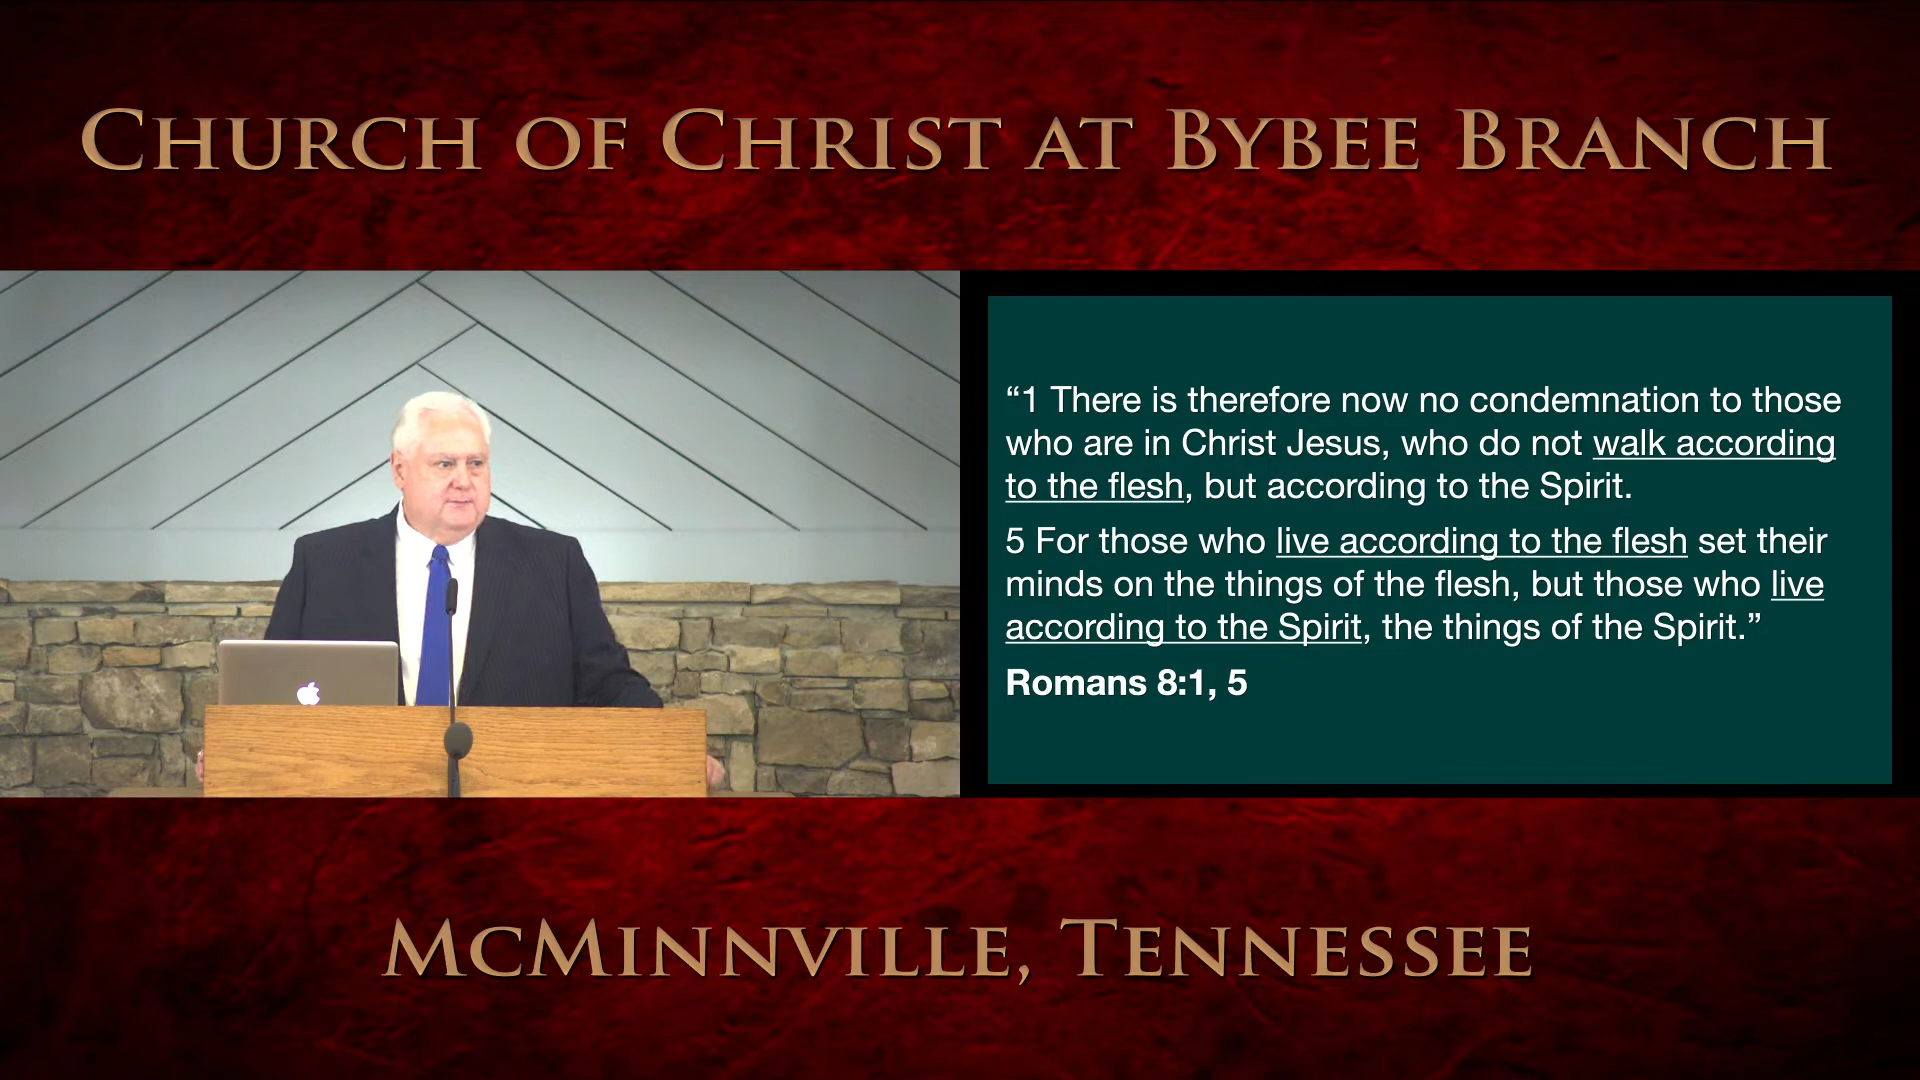 CHURCH OF CHRIST AT BYBEE BRANCH
“1 There is therefore now no condemnation to those
who are in Christ Jesus, who do not walk according
to the flesh, but according to the Spirit.
5 For those who live according to the flesh set their
minds on the things of the flesh, but those who live
according to the Spirit, the things of the Spirit.”
Romans 8:1, 5
MCMINNVILLE, TENNESSEE